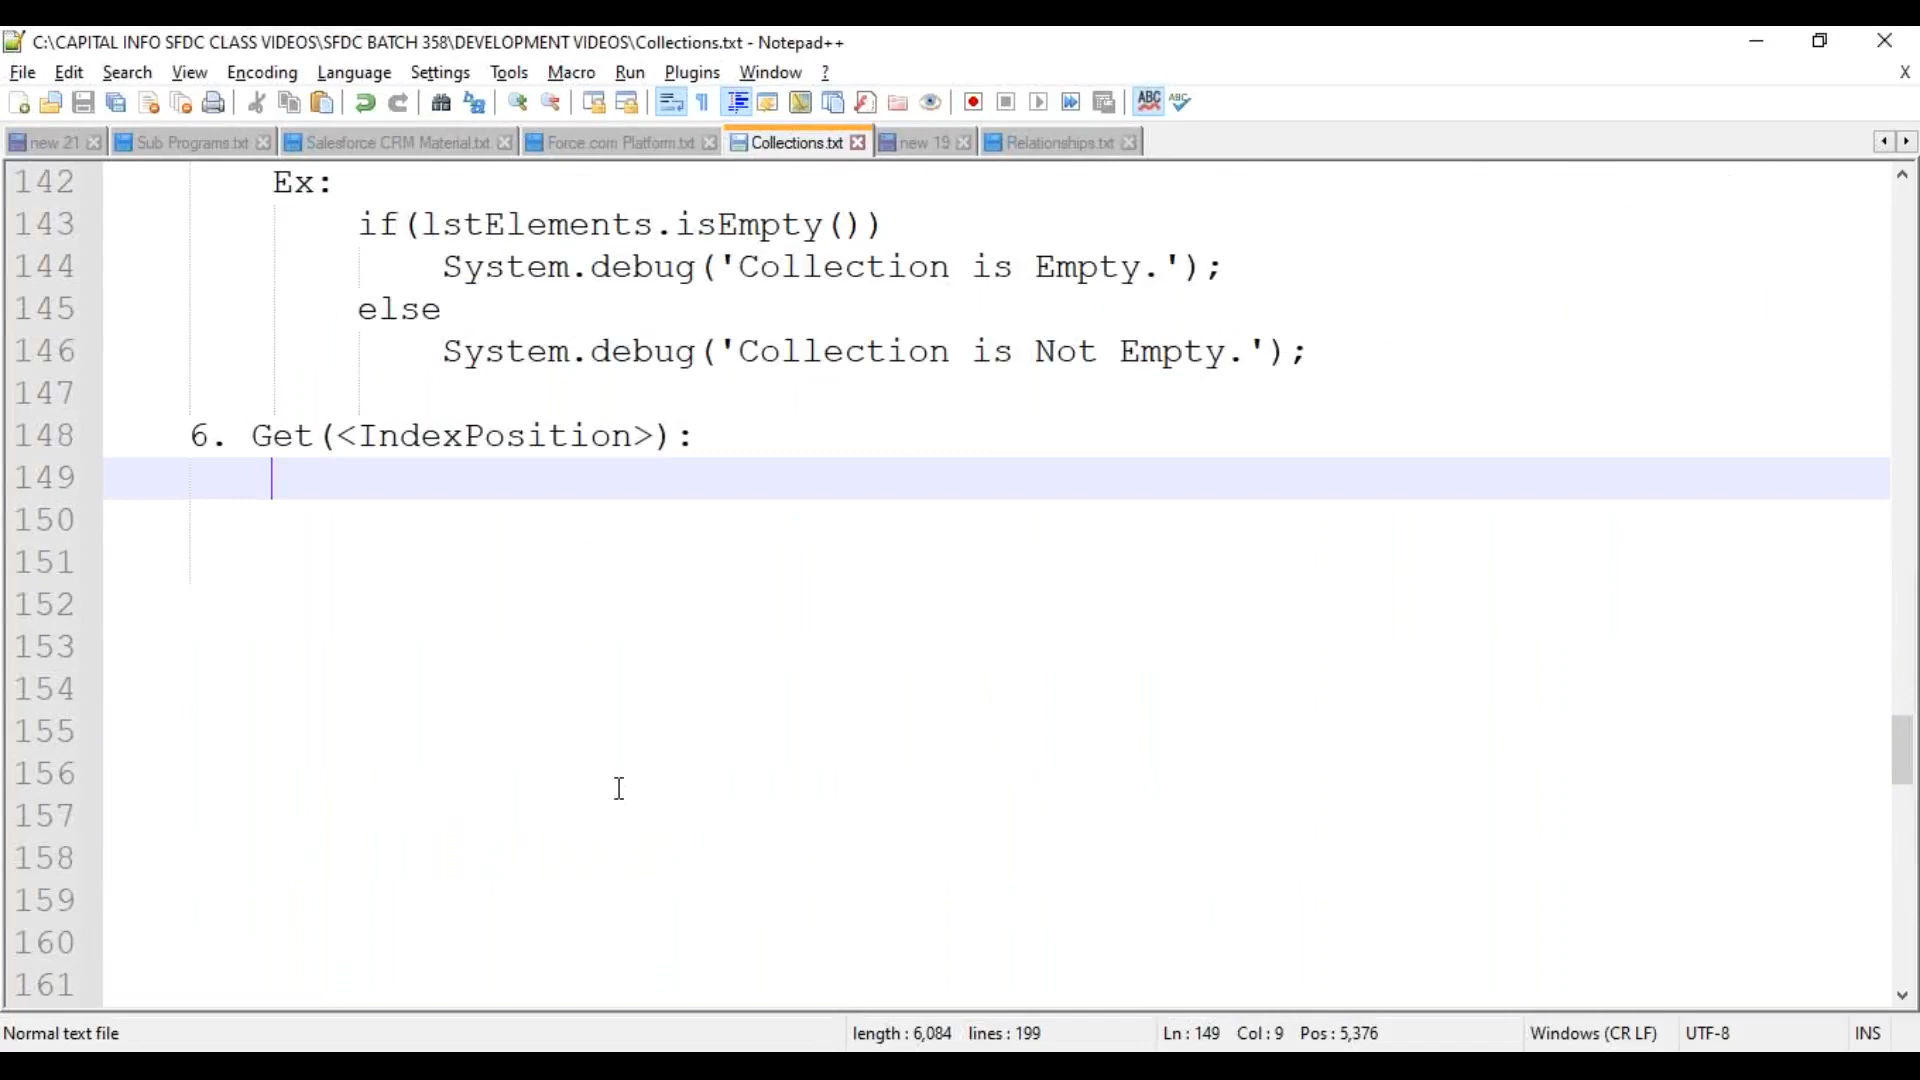 C:\CAPITAL INFO SFDC CLASS VIDEOS\SFDC BATCH 358\DEVELOPMENT VIDEOS\Collections.txt - Notepad++
File Edit Search View Encoding Language Settings Tools Macro Run Plugins Window ? X
ABC ABC
new 21 Sub Programs.txt Salesforce CRM Material.txt Force.com Platform.txt Collections.txt new 19 Relationships.txt
142 Ex:
143 if(lstElements.isEmpty())
144 System.debug('Collection is Empty.');
145 else
146 System.debug('Collection is Not Empty.');
147
148 6. Get(<IndexPosition>):
149
150
151
152
153
154
155
156
157
158
159
160
161
Normal text file length : 6,084 lines : 199 Ln : 149 Col : 9 Pos : 5,376 Windows (CR LF) UTF-8 INS